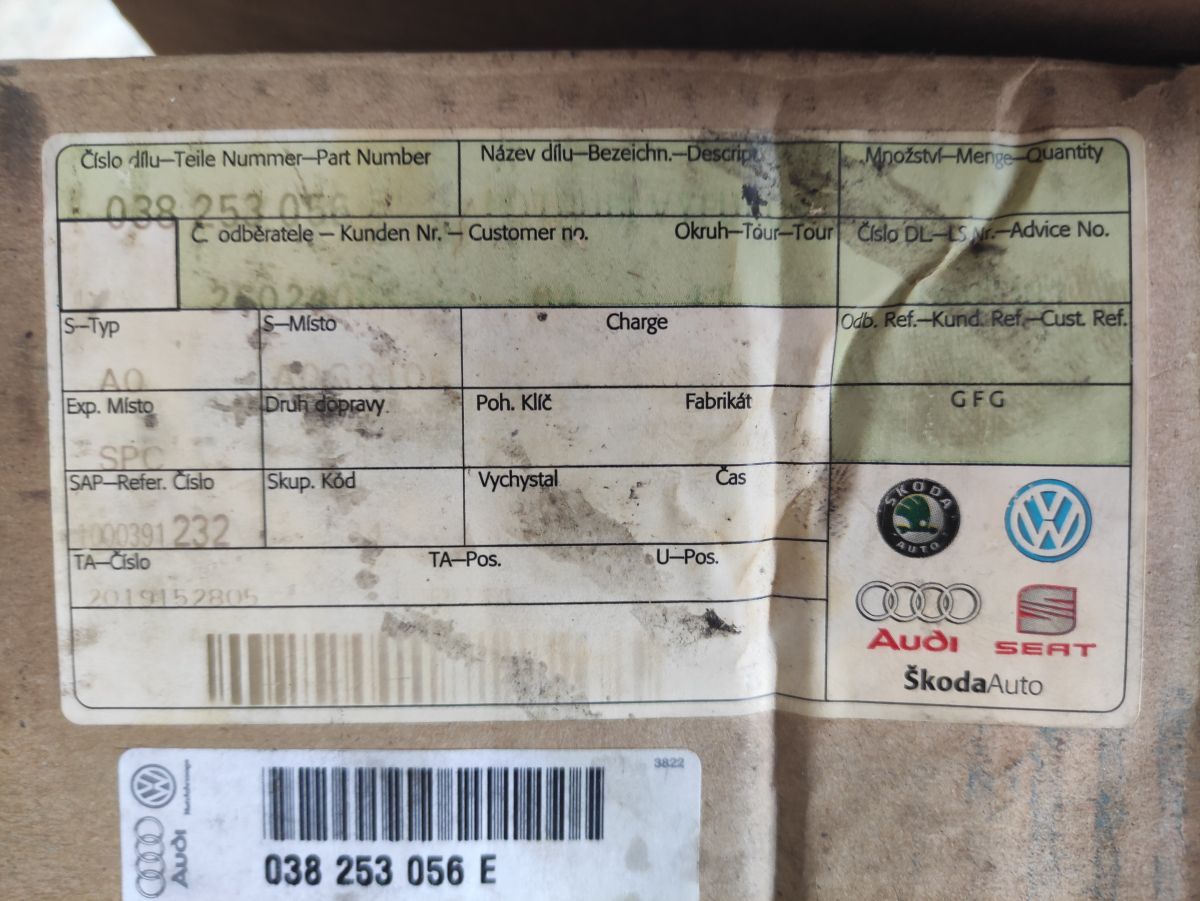 Číslo dílu—Teile Nummer—Part Number
Název dílu—Bezeichn.—Descript
Množství—Menge—Quantity
038 253 056 E
Č. odběratele — Kunden Nr.— Customer no.
Okruh—Tour—Tour
Číslo DL—LS Nr.—Advice No.
S—Typ
S—Místo
Charge
Odb. Ref.—Kund. Ref.—Cust. Ref.
A0
Exp. Místo
Druh dopravy
Poh. Klíč
Fabrikát
GFG
SPC
SAP—Refer. Číslo
Skup. Kód
Vychystal
Čas
ŠKODA
AUTO
1000391 232
TA—Číslo
TA—Pos.
U—Pos.
2019152805
Audi
SEAT
ŠkodaAuto
3822
Audi
038 253 056 E